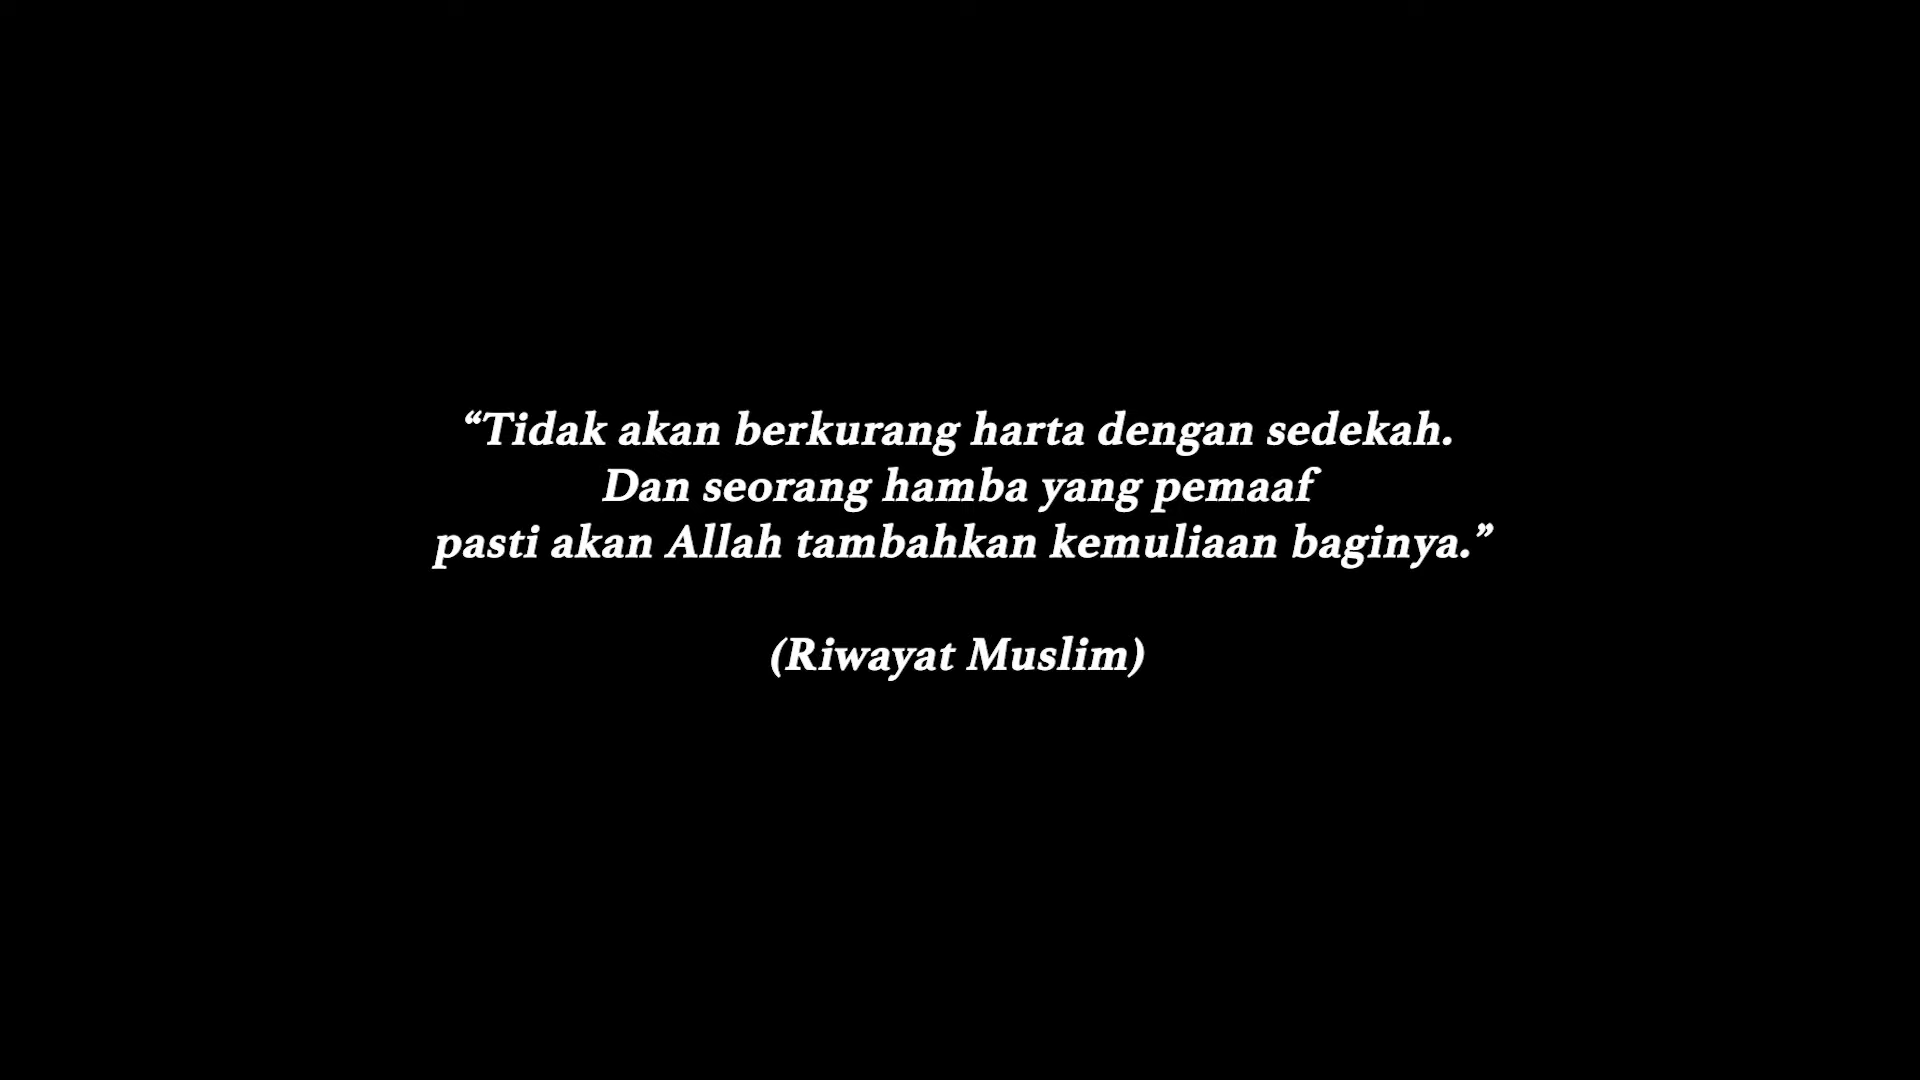 “Tidak akan berkurang harta dengan sedekah.
Dan seorang hamba yang pemaaf
pasti akan Allah tambahkan kemuliaan baginya.”
(Riwayat Muslim)